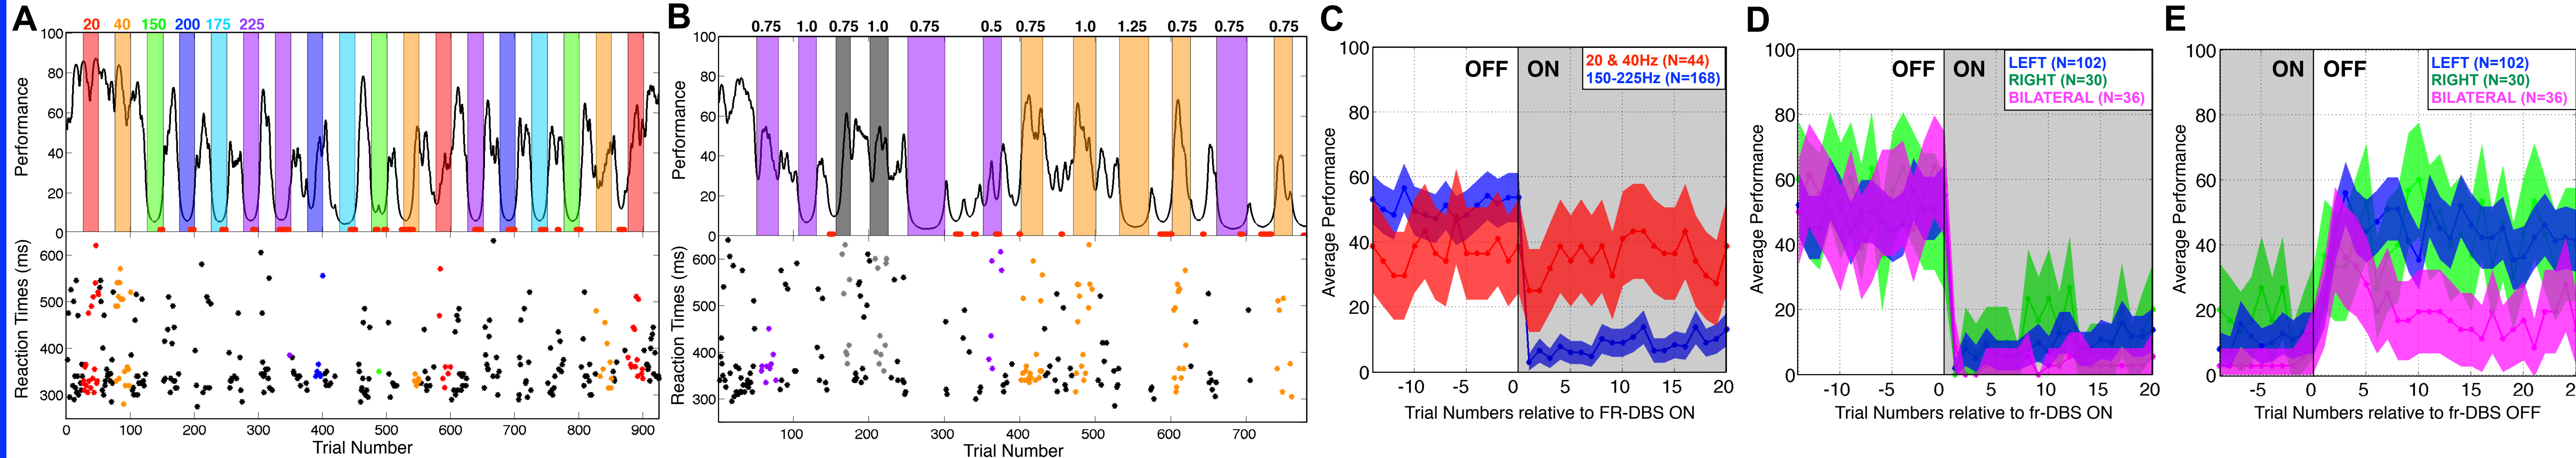 A
20 40 150 200 175 225
100
80
60
40
20
0
Performance
600
500
400
300
Reaction Times (ms)
0 100 200 300 400 500 600 700 800 900
Trial Number
B
0.75 1.0 0.75 1.0 0.75 0.5 0.75 1.0 1.25 0.75 0.75 0.75
100
80
60
40
20
0
Performance
600
500
400
300
Reaction Times (ms)
100 200 300 400 500 600 700
Trial Number
C
OFF ON
20 & 40Hz (N=44)
150-225Hz (N=168)
100
80
60
40
20
0
Average Performance
-10 -5 0 5 10 15 20
Trial Numbers relative to FR-DBS ON
D
OFF ON
LEFT (N=102)
RIGHT (N=30)
BILATERAL (N=36)
100
80
60
40
20
0
Average Performance
-10 -5 0 5 10 15 20
Trial Numbers relative to fr-DBS ON
E
ON OFF
LEFT (N=102)
RIGHT (N=30)
BILATERAL (N=36)
100
80
60
40
20
0
Average Performance
-5 0 5 10 15 20 2
Trial Numbers relative to fr-DBS OFF